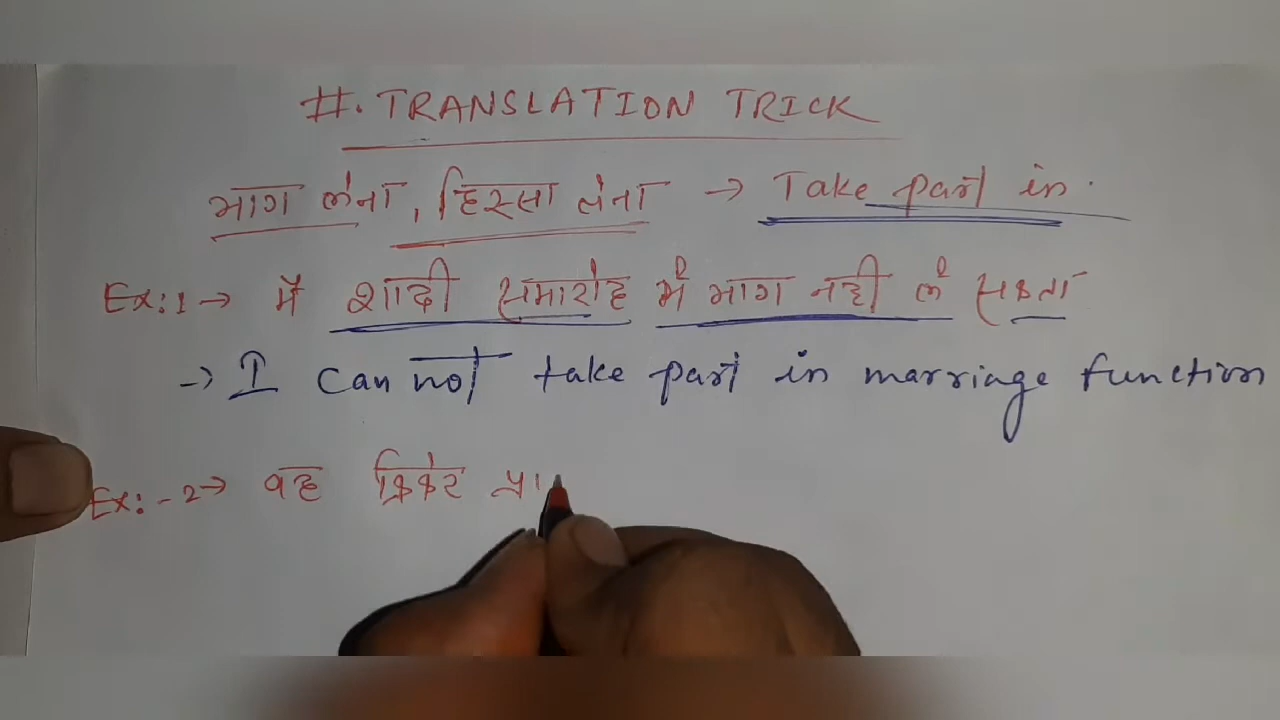 #. TRANSLATION TRICK
भाग लेना, हिस्सा लेना → Take part in.
Ex:1 → में शादी समारोह में भाग नही ले सकता
→ I Can not take part in marriage function
Ex:-2→ वह क्रिकेट